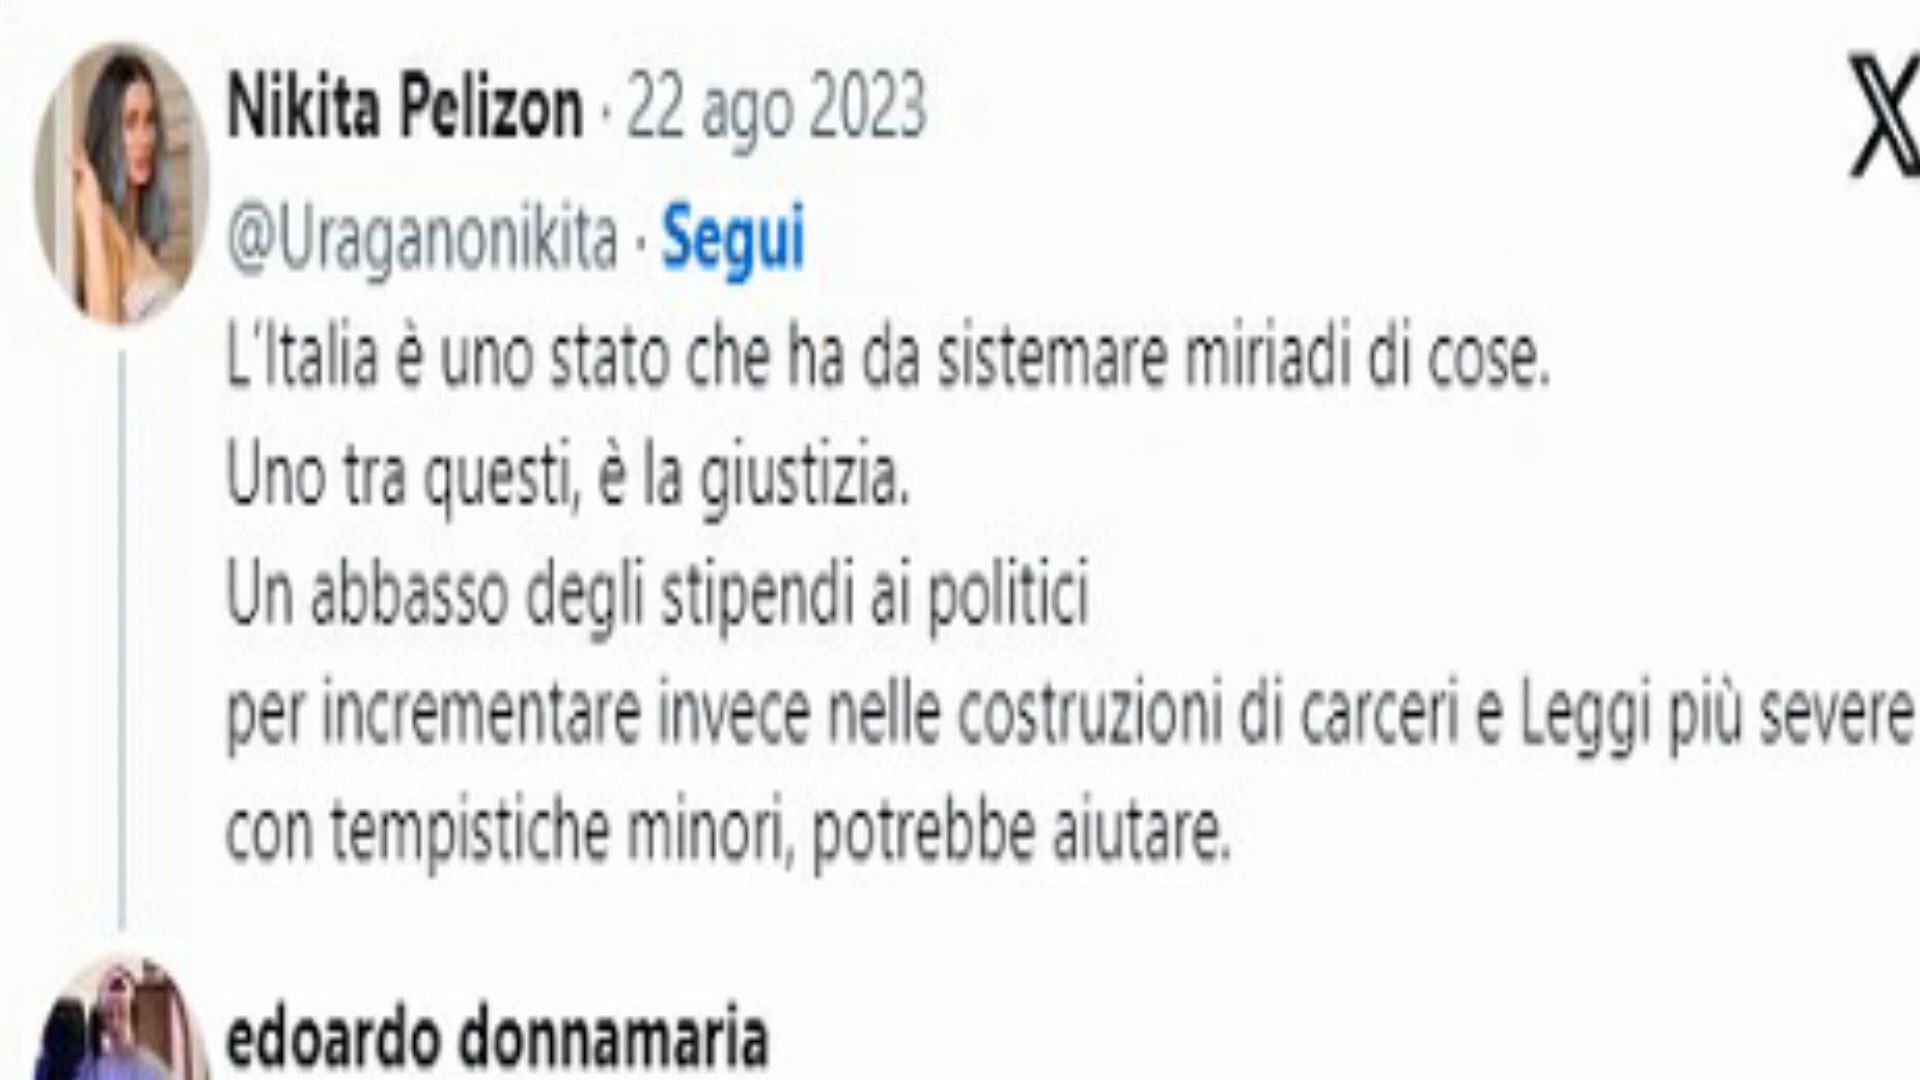 Nikita Pelizon · 22 ago 2023
@Uraganonikita · Segui
L'Italia è uno stato che ha da sistemare miriadi di cose.
Uno tra questi, è la giustizia.
Un abbasso degli stipendi ai politici
per incrementare invece nelle costruzioni di carceri e Leggi più severe
con tempistiche minori, potrebbe aiutare.
edoardo donnamaria